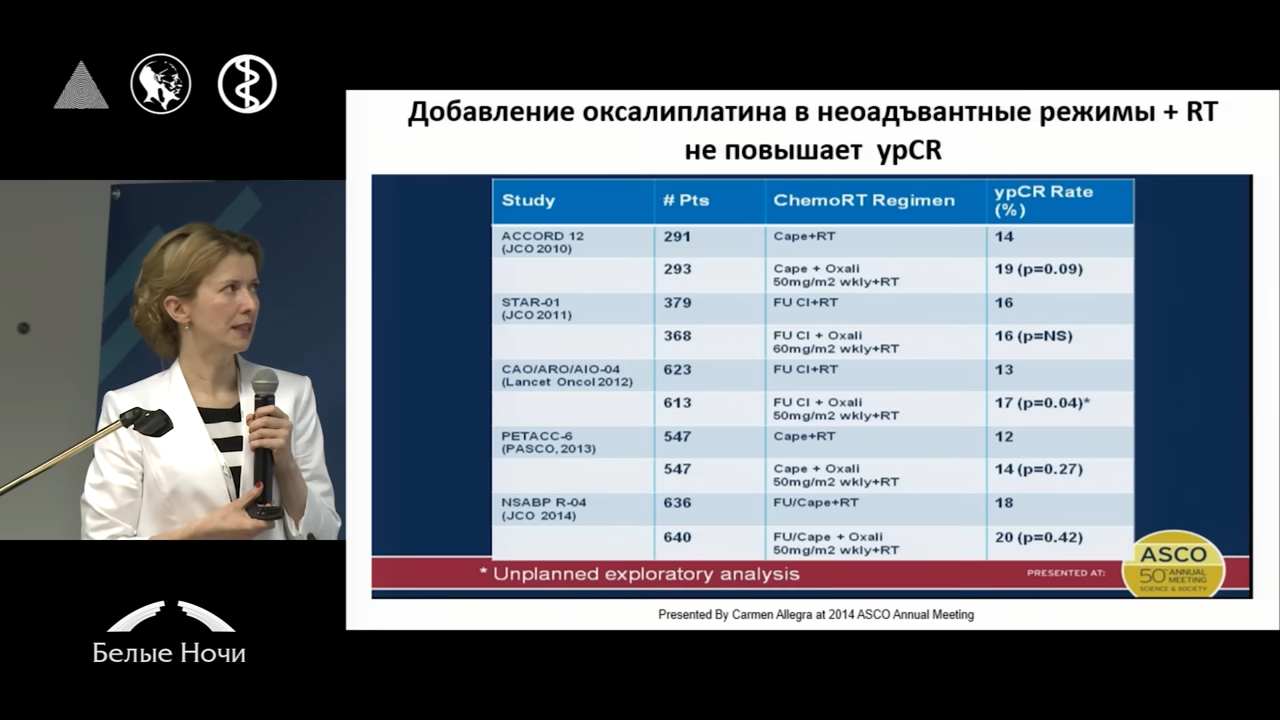 Добавление оксалиплатина в неоадъвантные режимы + RT
не повышает ypCR
Study # Pts ChemoRT Regimen ypCR Rate
(%)
ACCORD 12
(JCO 2010)
291 Cape+RT 14
293 Cape + Oxali
50mg/m2 wkly+RT
19 (p=0.09)
STAR-01
(JCO 2011)
379 FU CI+RT 16
368 FU CI + Oxali
60mg/m2 wkly+RT
16 (p=NS)
CAO/ARO/AIO-04
(Lancet Oncol 2012)
623 FU CI+RT 13
613 FU CI + Oxali
50mg/m2 wkly+RT
17 (p=0.04)*
PETACC-6
(PASCO, 2013)
547 Cape+RT 12
547 Cape + Oxali
50mg/m2 wkly+RT
14 (p=0.27)
NSABP R-04
(JCO 2014)
636 FU/Cape+RT 18
640 FU/Cape + Oxali
50mg/m2 wkly+RT
20 (p=0.42)
* Unplanned exploratory analysis
PRESENTED AT:
ASCO
50TH ANNUAL
MEETING
SCIENCE & SOCIETY
Presented By Carmen Allegra at 2014 ASCO Annual Meeting
Белые Ночи